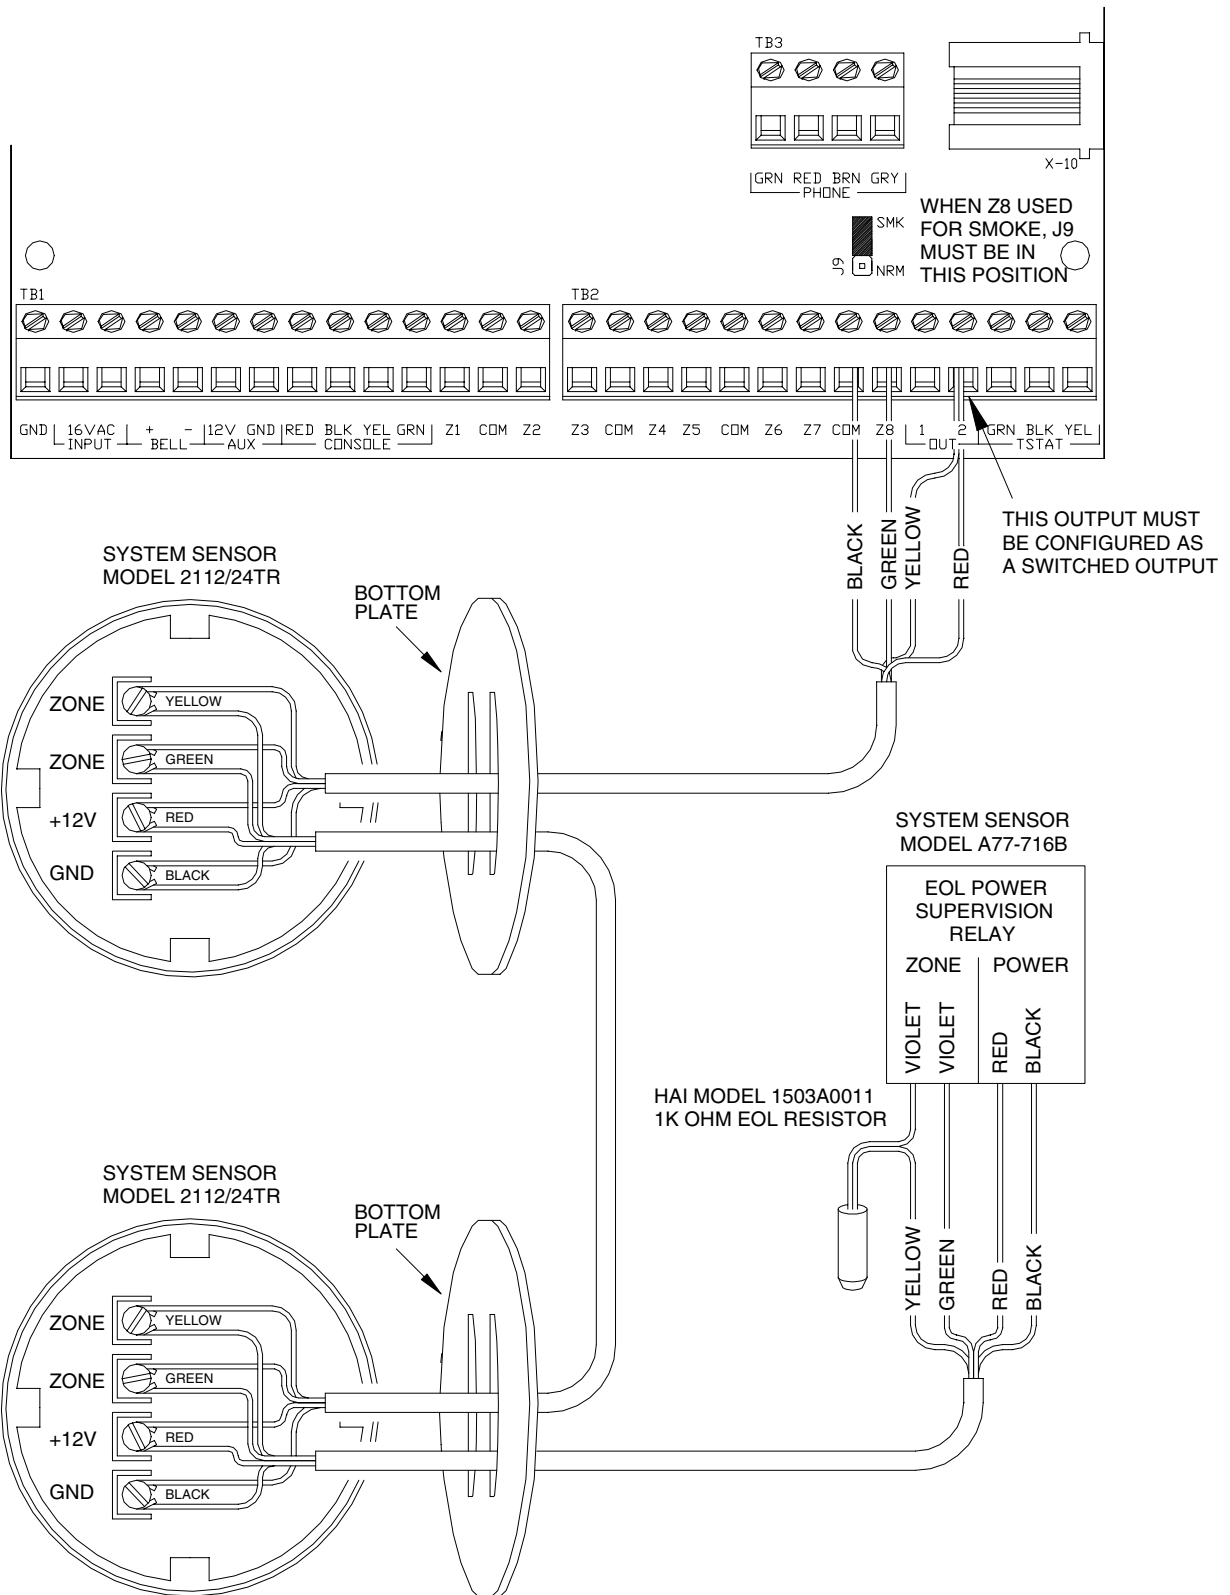 TB3
X-10
GRN RED BRN GRY
PHONE
SMK
J9
NRM
WHEN Z8 USED
FOR SMOKE, J9
MUST BE IN
THIS POSITION
TB1
TB2
GND 16VAC + - 12V GND RED BLK YEL GRN Z1 COM Z2
INPUT BELL AUX CONSOLE
Z3 COM Z4 Z5 COM Z6 Z7 COM Z8 1 2 GRN BLK YEL
OUT TSTAT
BLACK
GREEN
YELLOW
RED
THIS OUTPUT MUST
BE CONFIGURED AS
A SWITCHED OUTPUT
SYSTEM SENSOR
MODEL 2112/24TR
BOTTOM
PLATE
ZONE YELLOW
ZONE GREEN
+12V RED
GND BLACK
SYSTEM SENSOR
MODEL A77-716B
EOL POWER
SUPERVISION
RELAY
ZONE POWER
VIOLET
VIOLET
RED
BLACK
HAI MODEL 1503A0011
1K OHM EOL RESISTOR
YELLOW
GREEN
RED
BLACK
SYSTEM SENSOR
MODEL 2112/24TR
BOTTOM
PLATE
ZONE YELLOW
ZONE GREEN
+12V RED
GND BLACK